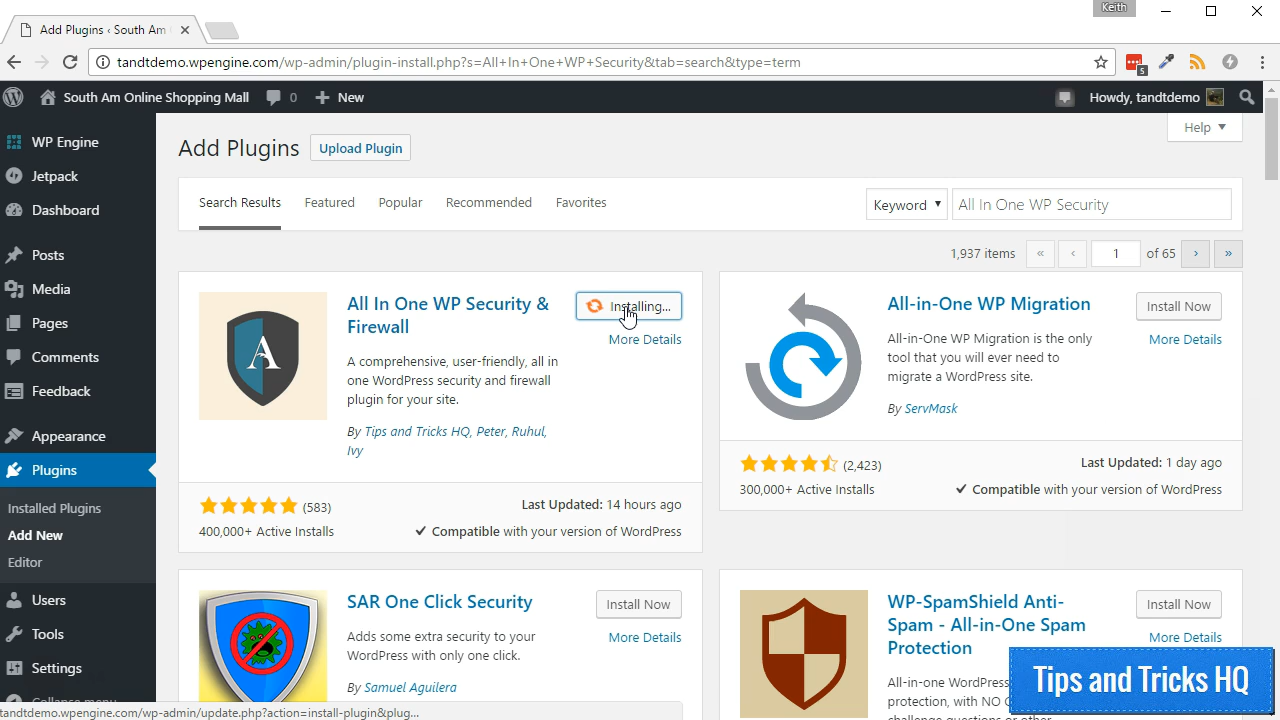 Keith
Add Plugins ‹ South Am
tandtdemo.wpengine.com/wp-admin/plugin-install.php?s=All+In+One+WP+Security&tab=search&type=term
5
South Am Online Shopping Mall
0
New
Howdy, tandtdemo
WP Engine
Jetpack
Dashboard
Posts
Media
Pages
Comments
Feedback
Appearance
Plugins
Installed Plugins
Add New
Editor
Users
Tools
Settings
Collapse menu
Help
Add Plugins
Upload Plugin
Search Results
Featured
Popular
Recommended
Favorites
Keyword
All In One WP Security
1,937 items
«
‹
1
of 65
›
»
A
All In One WP Security &
Firewall
Installing...
More Details
A comprehensive, user-friendly, all in
one WordPress security and firewall
plugin for your site.
By Tips and Tricks HQ, Peter, Ruhul,
Ivy
(583)
400,000+ Active Installs
Last Updated: 14 hours ago
Compatible with your version of WordPress
All-in-One WP Migration
Install Now
More Details
All-in-One WP Migration is the only
tool that you will ever need to
migrate a WordPress site.
By ServMask
(2,423)
300,000+ Active Installs
Last Updated: 1 day ago
Compatible with your version of WordPress
SAR One Click Security
Install Now
More Details
Adds some extra security to your
WordPress with only one click.
By Samuel Aguilera
WP-SpamShield Anti-
Spam - All-in-One Spam
Protection
Install Now
More Details
All-in-one WordPress
protection, with NO
challenge questions or other
Tips and Tricks HQ
tandtdemo.wpengine.com/wp-admin/update.php?action=install-plugin&plug...